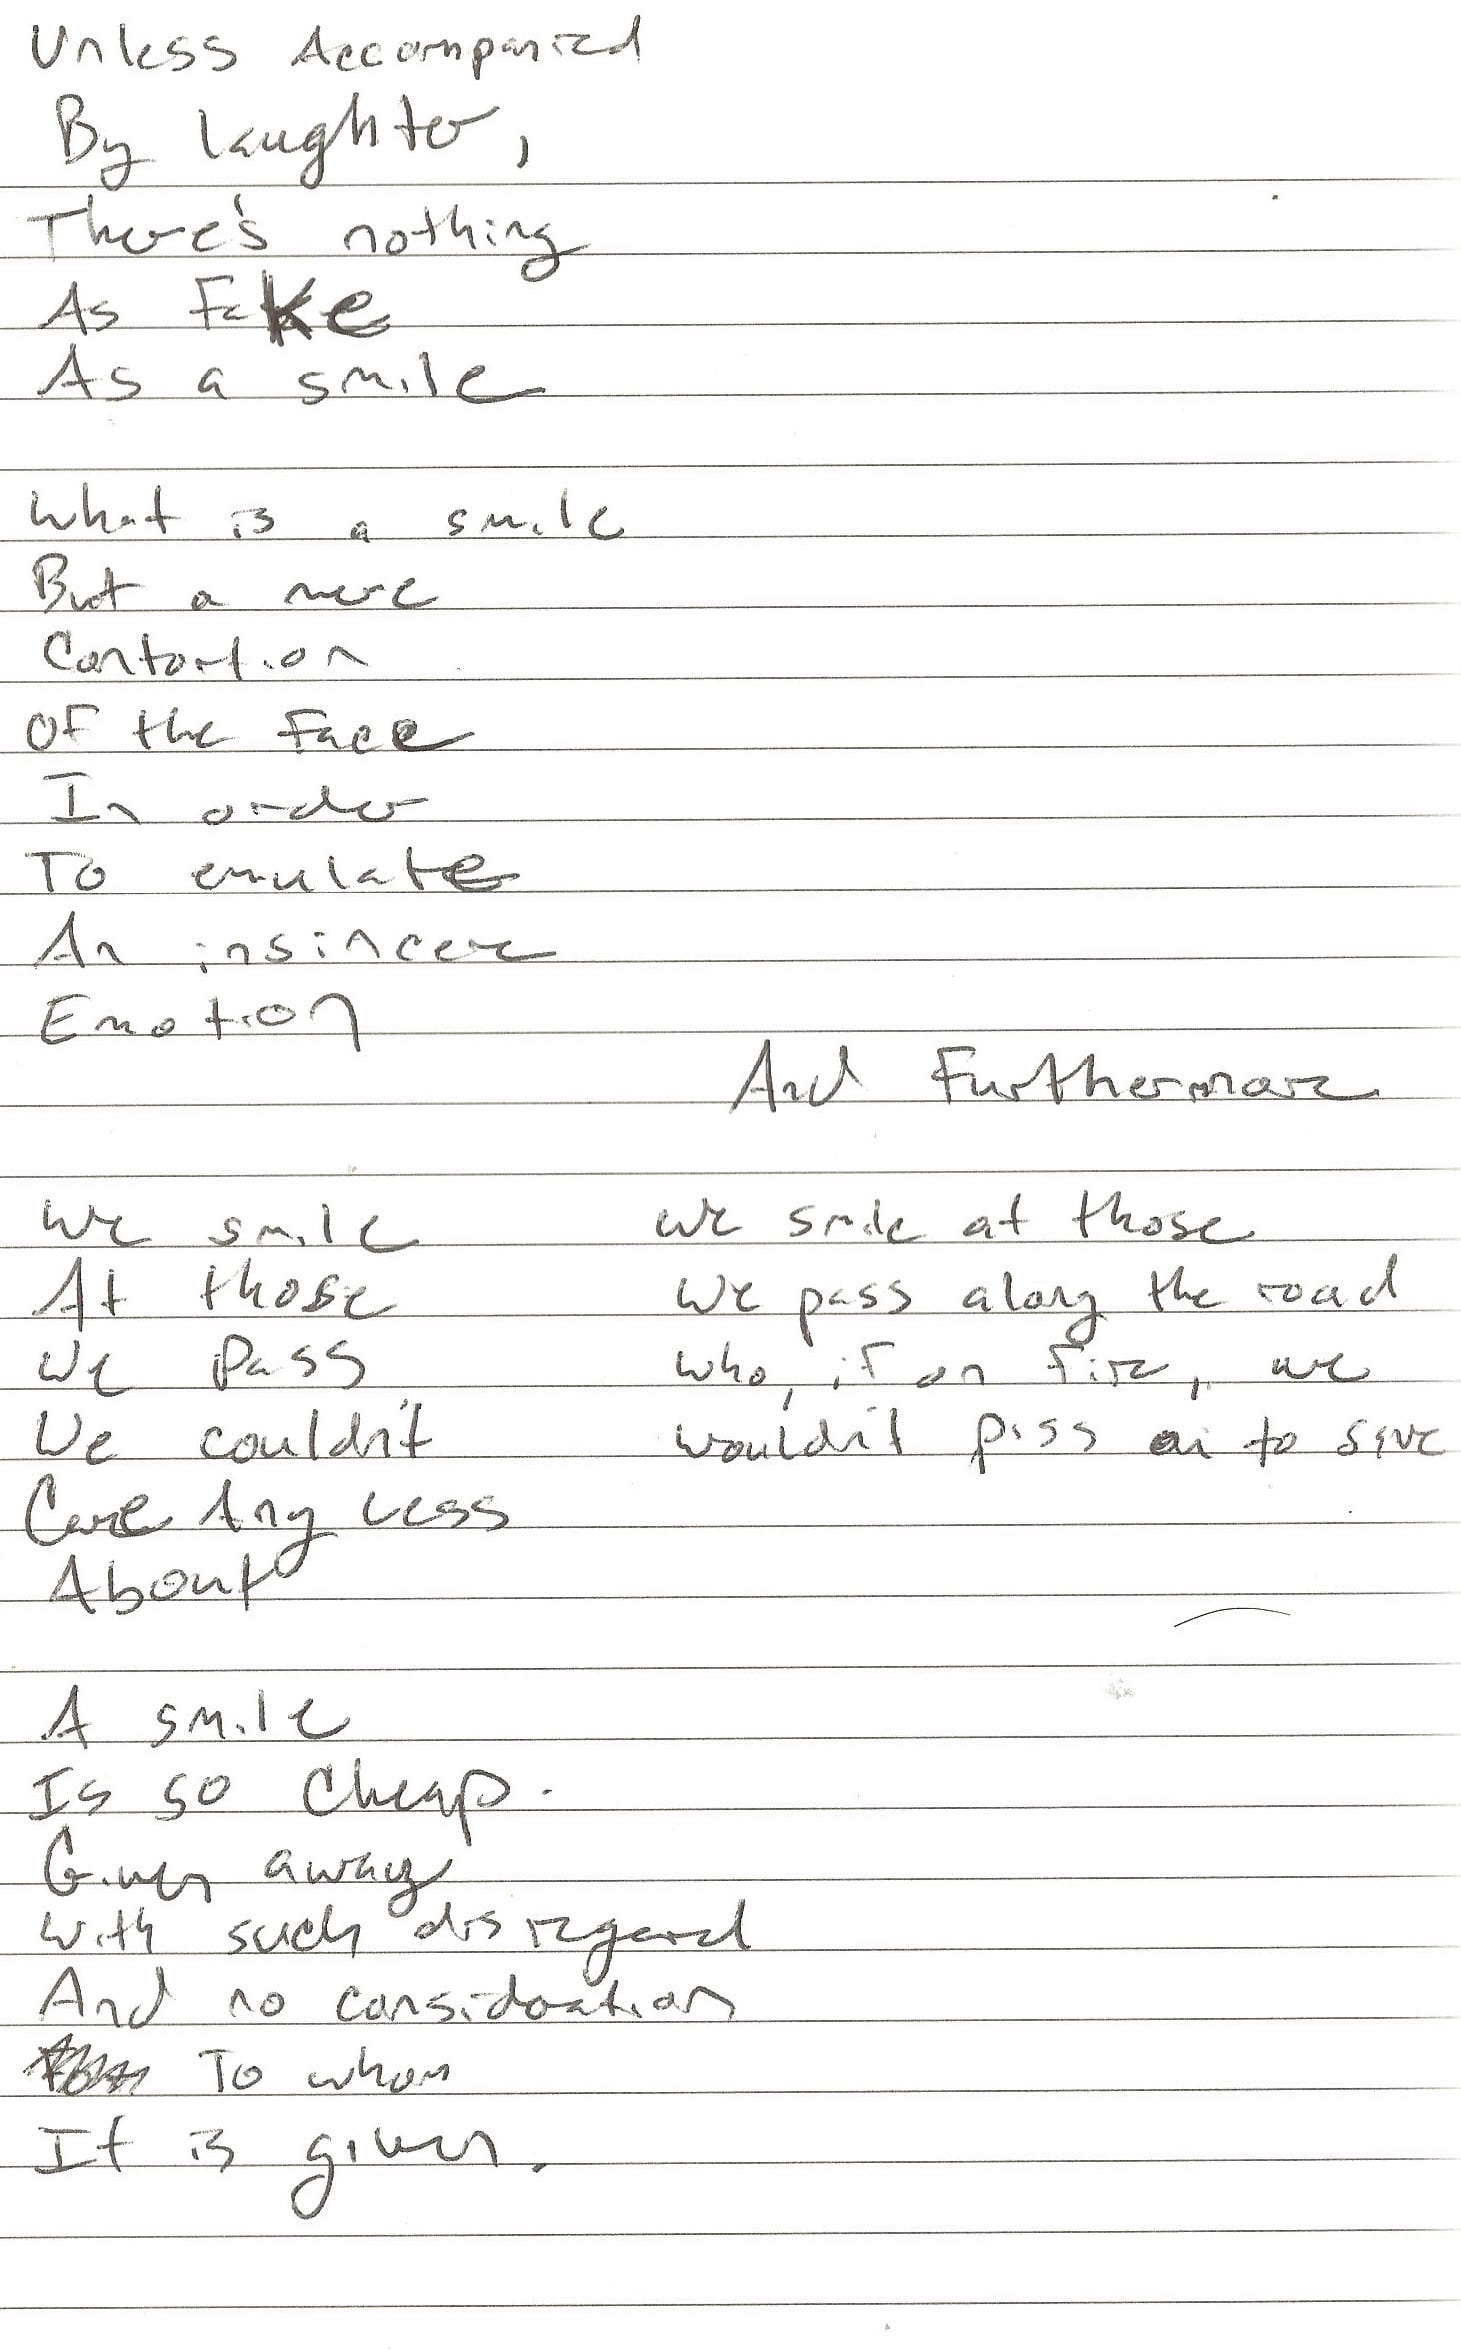 Unless Accompanied
By laughter,
There's nothing
As Fake
As a smile
What is a smile
But a mere
Contortion
Of the Face
In order
To emulate
An insincere
Emotion
And Furthermore
We smile
At those
We Pass
We couldn't
Care Any Less
About
we smile at those
We pass along the road
who, if on fire, we
wouldn't piss on to save
A smile
Is so Cheap.
Given away
With such disregard
And no consideration
To whom
It is given.